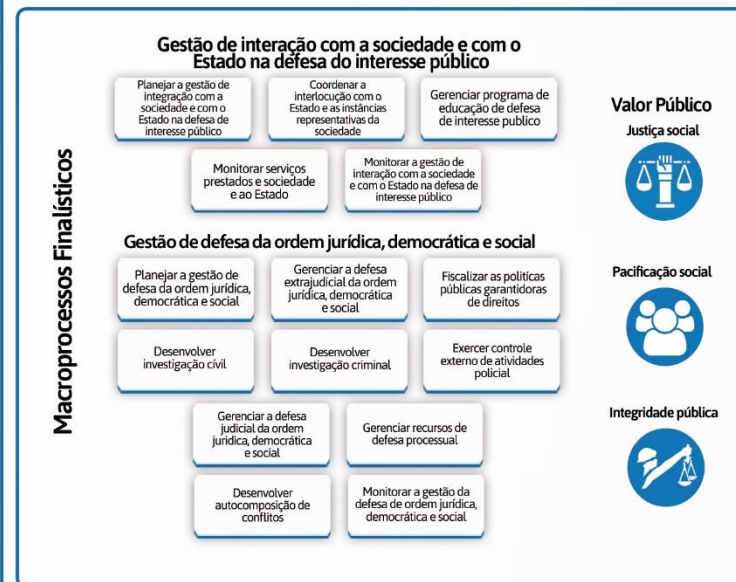 Macroprocessos Finalísticos
Gestão de interação com a sociedade e com o
Estado na defesa do interesse público
Planejar a gestão de
integração com a
sociedade e com o
Estado na defesa de
interesse público
Coordenar a
interlocução com o
Estado e as instâncias
representativas da
sociedade
Gerenciar programa de
educação de defesa
de interesse publico
Monitorar serviços
prestados e sociedade
e ao Estado
Monitorar a gestão de
interação com a sociedade
e com o Estado na defesa de
interesse público
Gestão de defesa da ordem jurídica, democrática e social
Planejar a gestão de
defesa da ordem jurídica,
democrática e social
Gerenciar a defesa
extrajudicial da ordem
jurídica, democrática
e social
Fiscalizar as politícas
públicas garantidoras
de direitos
Desenvolver
investigação cívil
Desenvolver
investigação criminal
Exercer controle
externo de atividades
policial
Gerenciar a defesa
judicial da ordem
juridica, democrática
e social
Gerenciar recursos de
defesa processual
Desenvolver
autocomposição de
conflitos
Monitorar a gestão da
defesa de ordem jurídica,
democrática e social
Valor Público
Justiça social
Pacificação social
Integridade pública